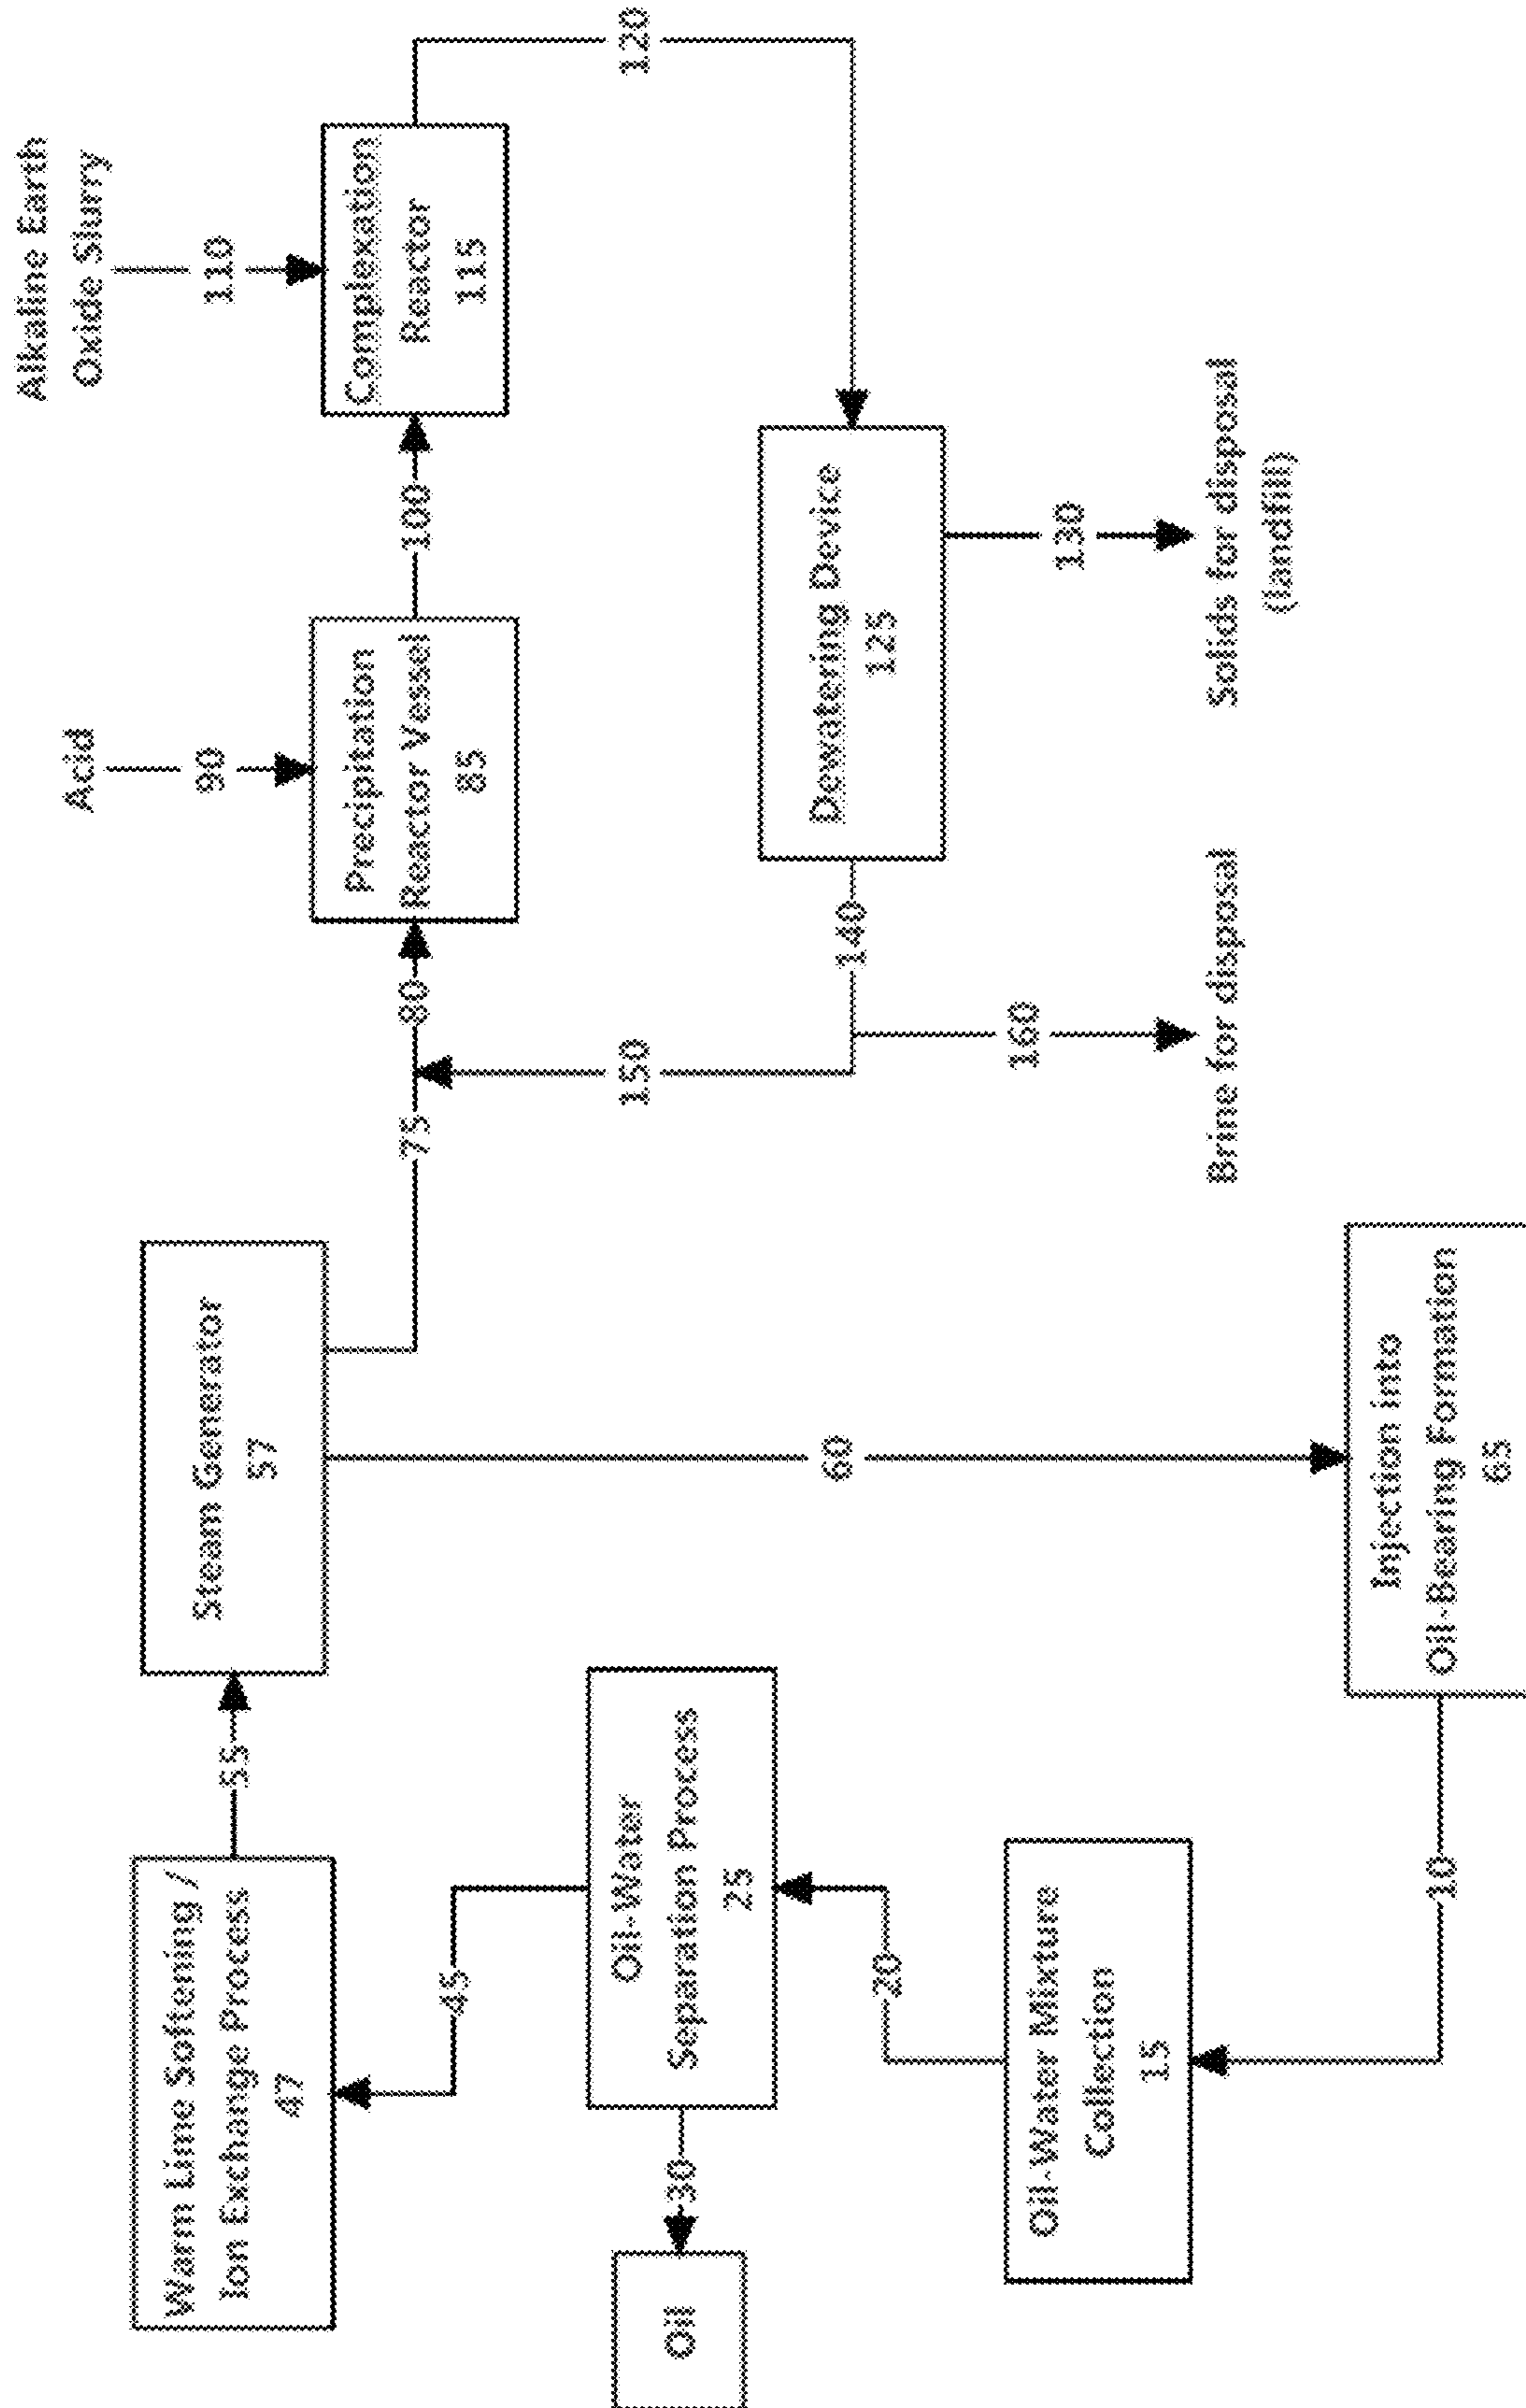 Warm Lime Softening /
Ion Exchange Process
47
55
Steam Generator
57
75
80
Acid
90
Precipitation
Reactor Vessel
85
100
Alkaline Earth
Oxide Slurry
110
Complexation
Reactor
115
120
45
Oil-Water
Separation Process
25
30
Oil
60
150
140
Dewatering Device
125
20
Oil-Water Mixture
Collection
15
160
130
Brine for disposal
Solids for disposal
(landfill)
10
Injection into
Oil-Bearing Formation
65